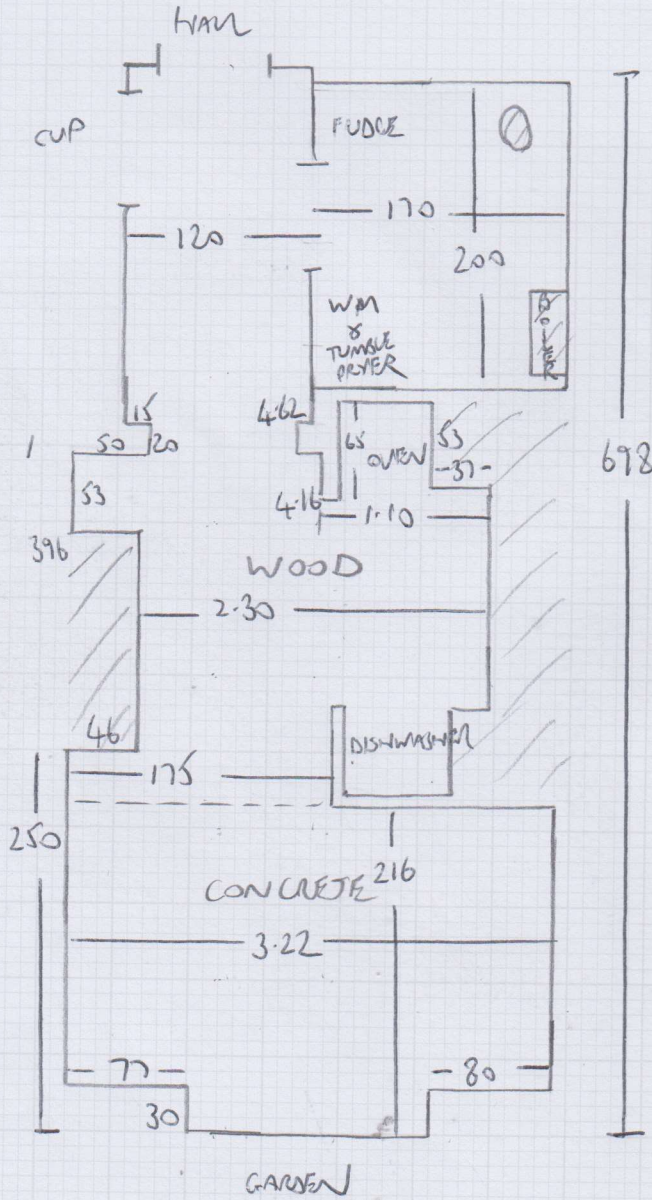 HALL
CUP
FUDGE
170
120
200
WM
&
TUMBLE
DRYER
BOILER
15
4.62
50
20
65
OVEN
53
37
698
53
4.16
1.10
396
WOOD
2.30
46
DISHWASHER
175
250
216
CONCRETE
3.22
77
80
30
GARDEN